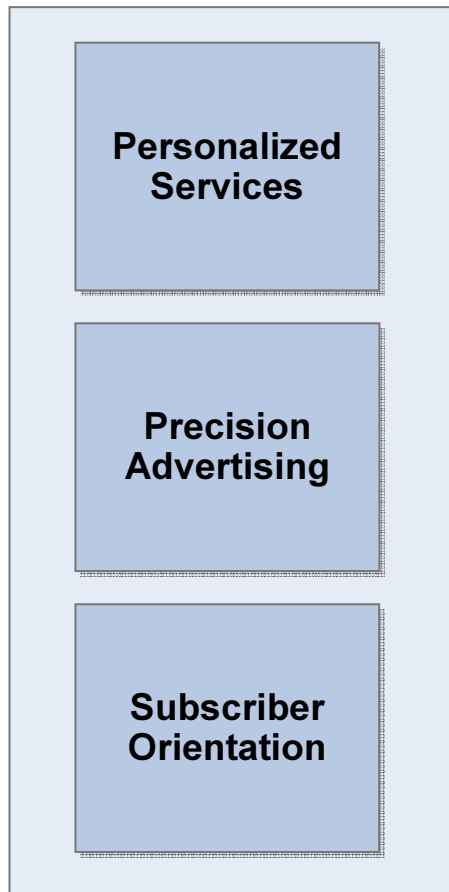 Personalized
Services
Precision
Advertising
Subscriber
Orientation